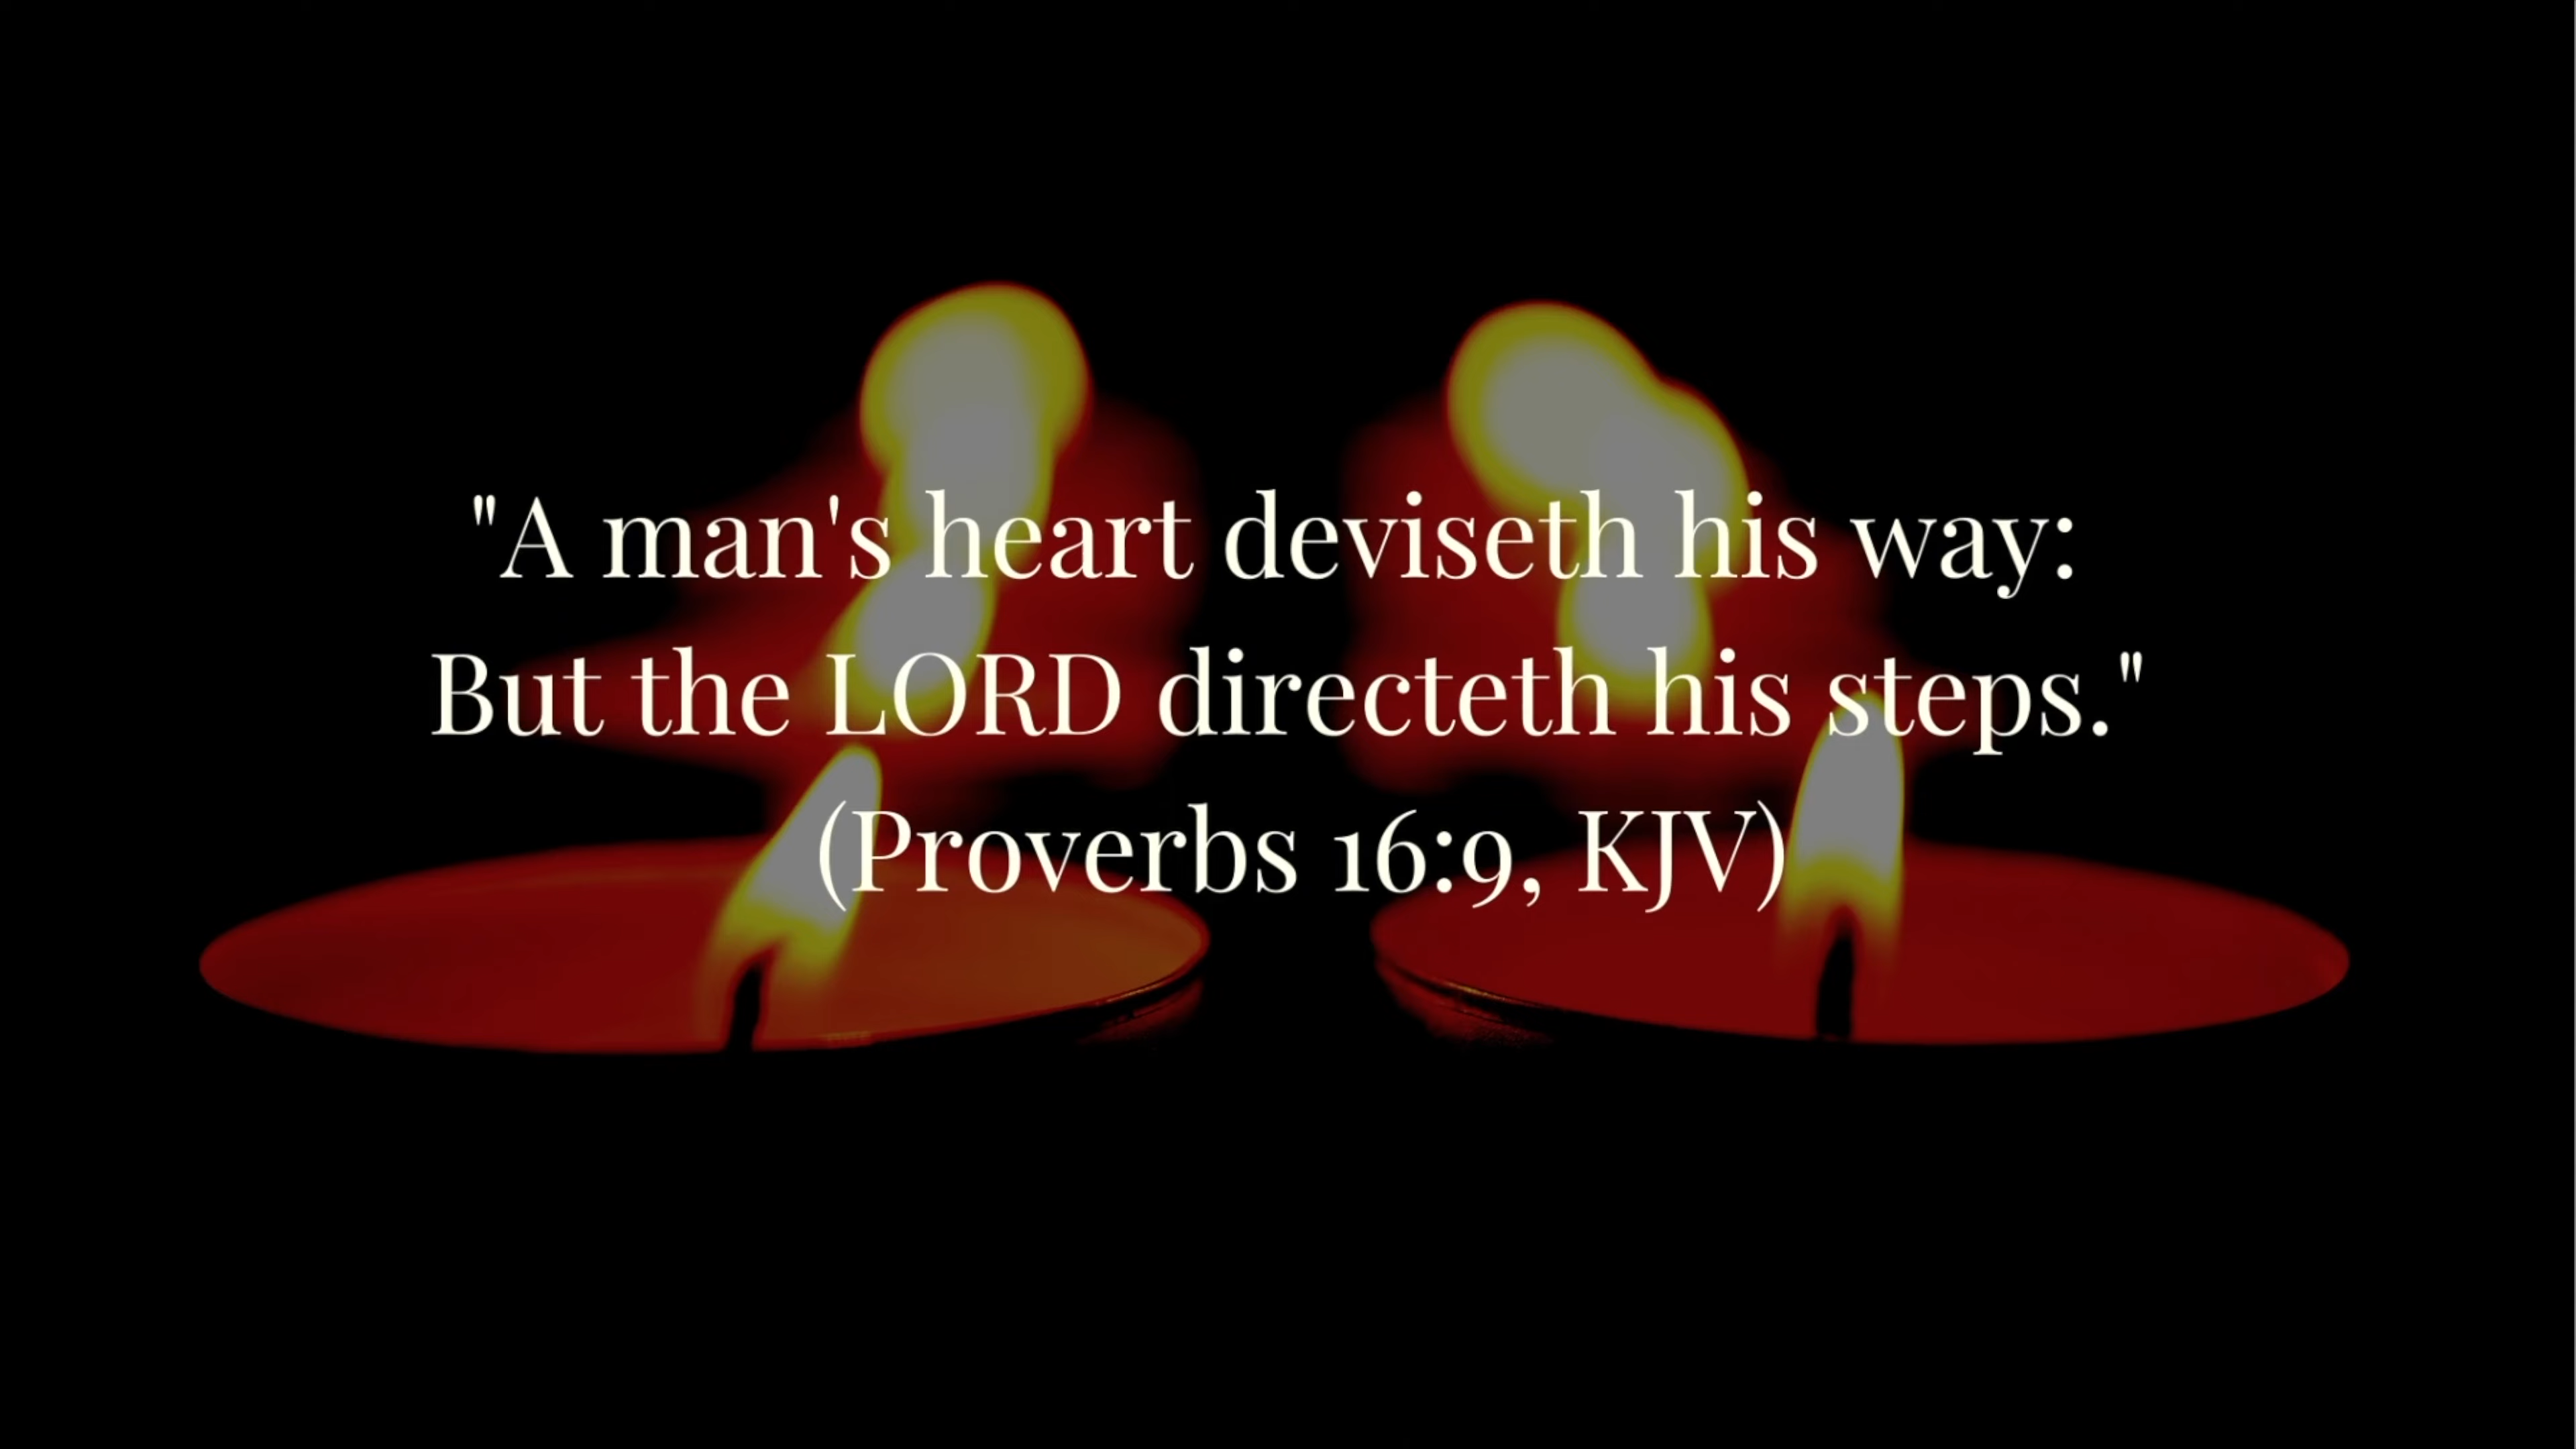 "A man's heart deviseth his way:
But the LORD directeth his steps."
(Proverbs 16:9, KJV)